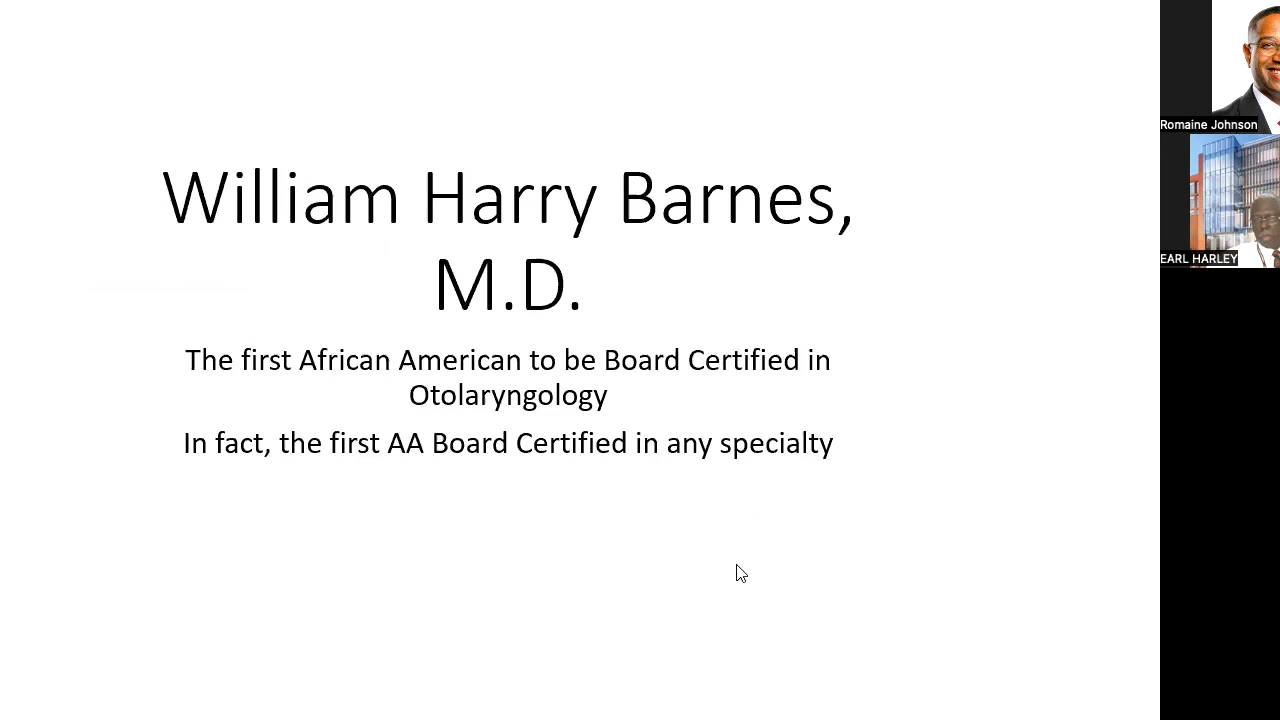 William Harry Barnes,
M.D.
The first African American to be Board Certified in
Otolaryngology
In fact, the first AA Board Certified in any specialty
Romaine Johnson
EARL HARLEY